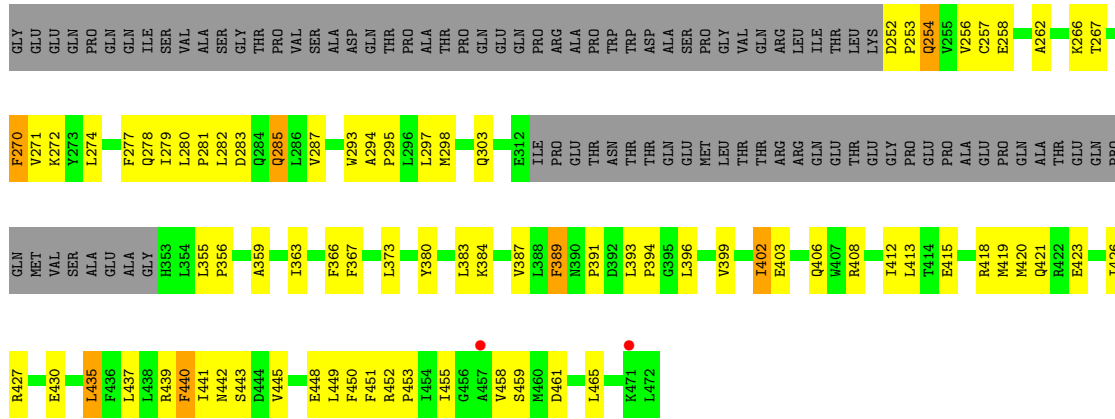 GLY GLU GLU GLU GLN PRO GLN GLN ILE SER VAL ALA SER GLY THR PRO VAL SER ALA ASP GLN THR PRO ALA THR PRO GLN GLU GLN PRO ARG ALA PRO TRP TRP ASP ALA SER PRO GLY VAL GLN ARG LEU ILE THR LEU LYS D252 P253 Q254 V255 V256 C257 E258 A262 K266 T267
F270 V271 K272 Y273 L274 F277 Q278 I279 L280 P281 L282 D283 Q284 Q285 L286 V287 W293 A294 P295 L296 L297 M298 Q303 E312 ILE PRO GLU THR ASN THR THR GLN GLU MET LEU THR THR ARG ARG GLN GLU THR GLU GLY PRO GLU PRO ALA GLU PRO GLN ALA THR GLU GLN PRO
GLN MET VAL SER ALA GLU ALA GLY H353 L354 L355 P356 A359 I363 F366 F367 L373 Y380 L383 K384 V387 L388 F389 N390 P391 D392 L393 P394 G395 L396 V399 I402 E403 Q406 W407 R408 I412 L413 T414 E415 R418 M419 M420 Q421 R422 E423 I426
R427 E430 L435 F436 L437 L438 R439 F440 I441 N442 S443 D444 V445 E448 L449 F450 F451 R452 P453 I454 I455 G456 A457 V458 S459 M460 D461 L465 K471 L472